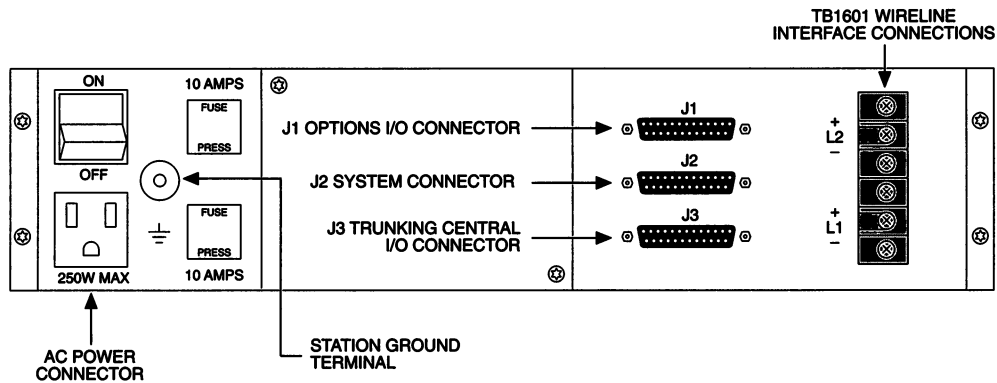 TB1601 WIRELINE
INTERFACE CONNECTIONS
ON
OFF
10 AMPS
FUSE
PRESS
FUSE
PRESS
10 AMPS
250W MAX
J1 OPTIONS I/O CONNECTOR
J2 SYSTEM CONNECTOR
J3 TRUNKING CENTRAL
I/O CONNECTOR
J1
J2
J3
+
L2
–
+
L1
–
AC POWER
CONNECTOR
STATION GROUND
TERMINAL